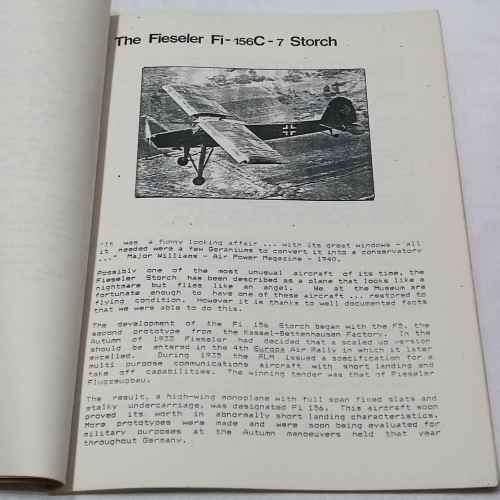 The Fieseler Fi-156C-7 Storch
"It was a funny looking affair ... with its great windows - all
it needed were a few Geraniums to convert it into a conservatory
..." Major Williams - Air Power Magazine - 1940.
Possibly one of the most unusual aircraft of its time, the
Fieseler Storch has been described as a plane that looks like a
nightmare but flies like an angel. We at the Museum are
fortunate enough to have one of these aircraft ... restored to
flying condition. However it is thanks to well documented facts
that we were able to do this.
The development of the Fi 156 Storch began with the F5, the
second prototype from the Kassel-Bettenhausen Factory. In the
Autumn of 1932 Fieseler had decided that a scaled up version
should be entered in the 4th Europa Air Rally in which it later
excelled. During 1935 the RLM issued a specification for a
multi purpose communications aircraft with short landing and
take off capabilities. The winning tender was that of Fieseler
Flugzeugbau.
The result, a high-wing monoplane with full span fixed slats and
stalky undercarriage, was designated Fi 156. This aircraft soon
proved its worth in abnormally short landing characteristics.
More prototypes were made and were soon being evaluated for
military purposes at the Autumn manoeuvers held that year
throughout Germany.